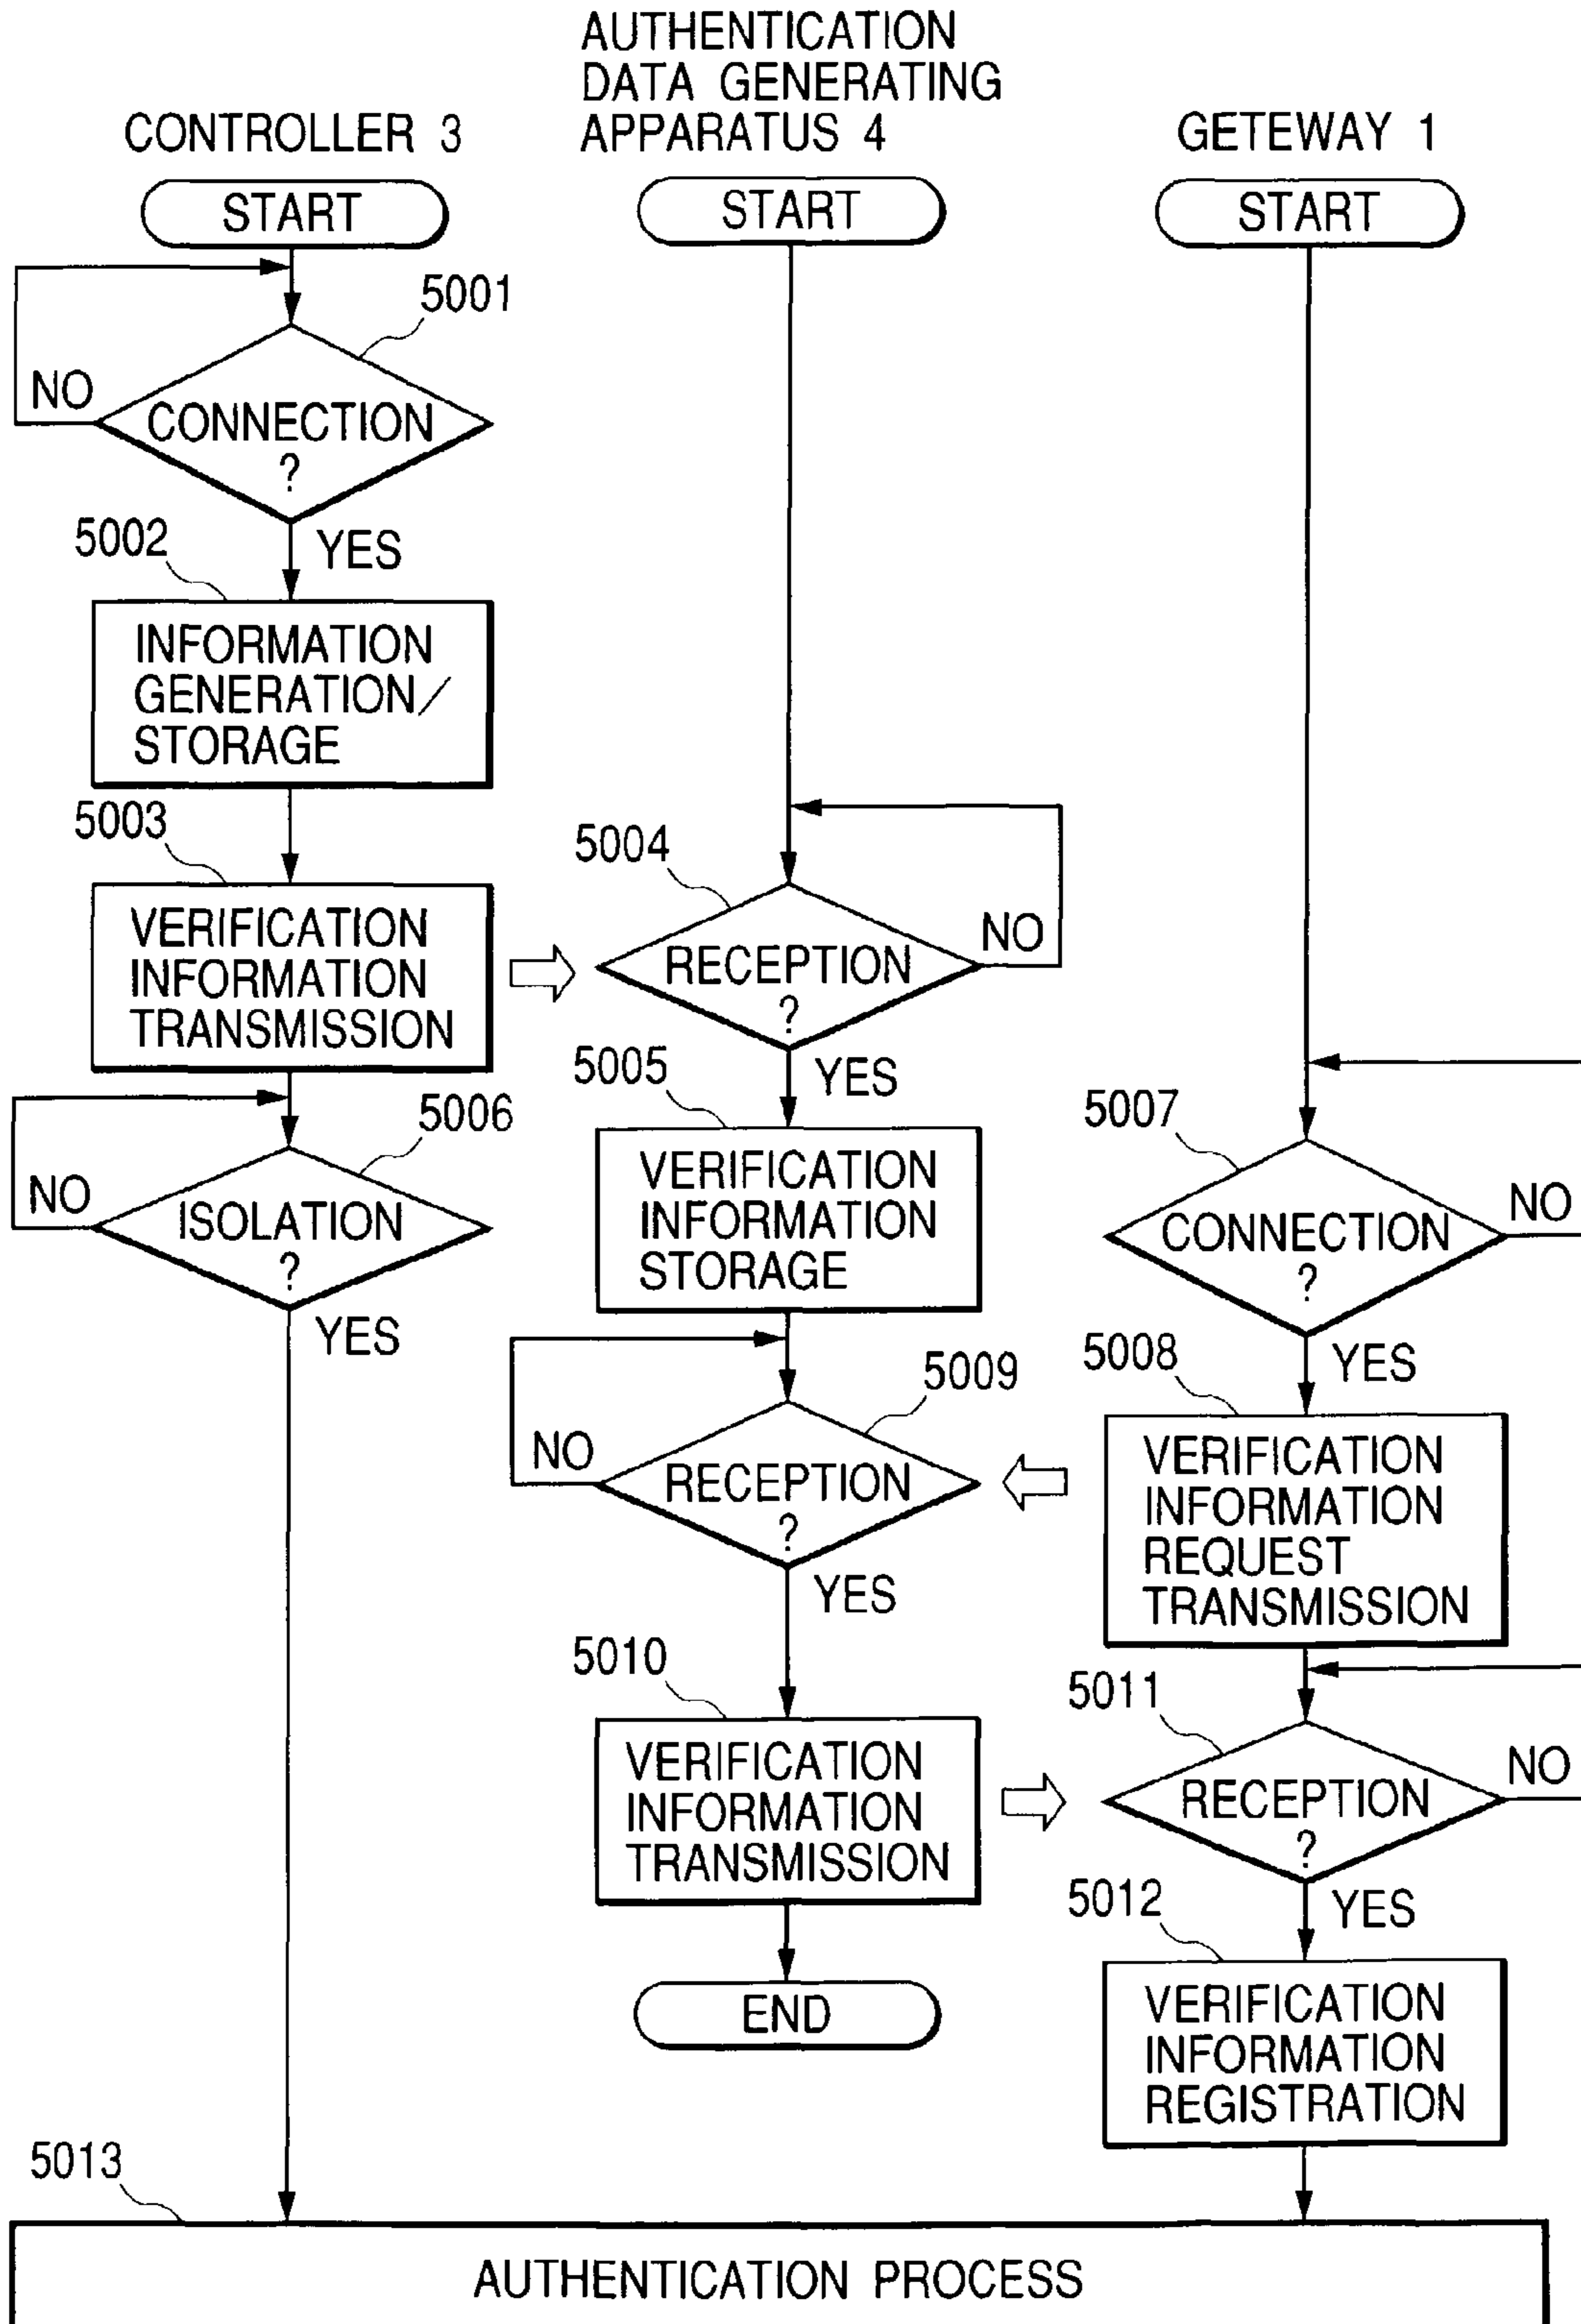 CONTROLLER 3
AUTHENTICATION
DATA GENERATING
APPARATUS 4
GETEWAY 1
START
START
START
5001
NO
CONNECTION
?
YES
5002
INFORMATION
GENERATION/
STORAGE
5003
VERIFICATION
INFORMATION
TRANSMISSION
5004
NO
RECEPTION
?
YES
5005
VERIFICATION
INFORMATION
STORAGE
5006
NO
ISOLATION
?
YES
5007
NO
CONNECTION
?
YES
5008
VERIFICATION
INFORMATION
REQUEST
TRANSMISSION
5009
NO
RECEPTION
?
YES
5010
VERIFICATION
INFORMATION
TRANSMISSION
END
5011
NO
RECEPTION
?
YES
5012
VERIFICATION
INFORMATION
REGISTRATION
5013
AUTHENTICATION PROCESS